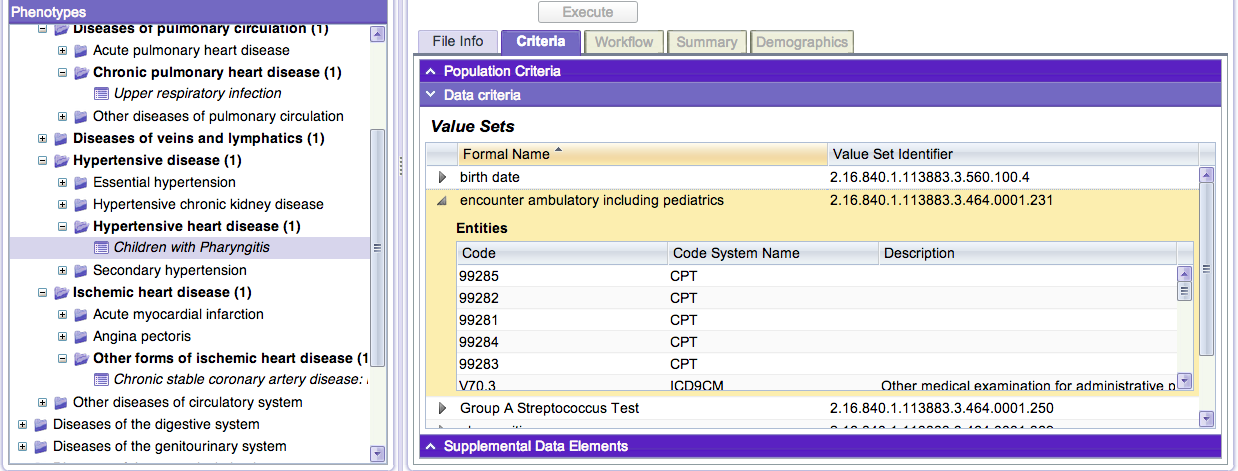 Phenotypes
Diseases of pulmonary circulation (1)
Acute pulmonary heart disease
Chronic pulmonary heart disease (1)
Upper respiratory infection
Other diseases of pulmonary circulation
Diseases of veins and lymphatics (1)
Hypertensive disease (1)
Essential hypertension
Hypertensive chronic kidney disease
Hypertensive heart disease (1)
Children with Pharyngitis
Secondary hypertension
Ischemic heart disease (1)
Acute myocardial infarction
Angina pectoris
Other forms of ischemic heart disease (1
Chronic stable coronary artery disease:
Other diseases of circulatory system
Diseases of the digestive system
Diseases of the genitourinary system
Execute
File Info Criteria Workflow Summary Demographics
Population Criteria
Data criteria
Value Sets
Formal Name Value Set Identifier
birth date 2.16.840.1.113883.3.560.100.4
encounter ambulatory including pediatrics 2.16.840.1.113883.3.464.0001.231
Entities
Code Code System Name Description
99285 CPT
99282 CPT
99281 CPT
99284 CPT
99283 CPT
V70.3 ICD9CM Other medical examination for administrative p
Group A Streptococcus Test 2.16.840.1.113883.3.464.0001.250
Supplemental Data Elements